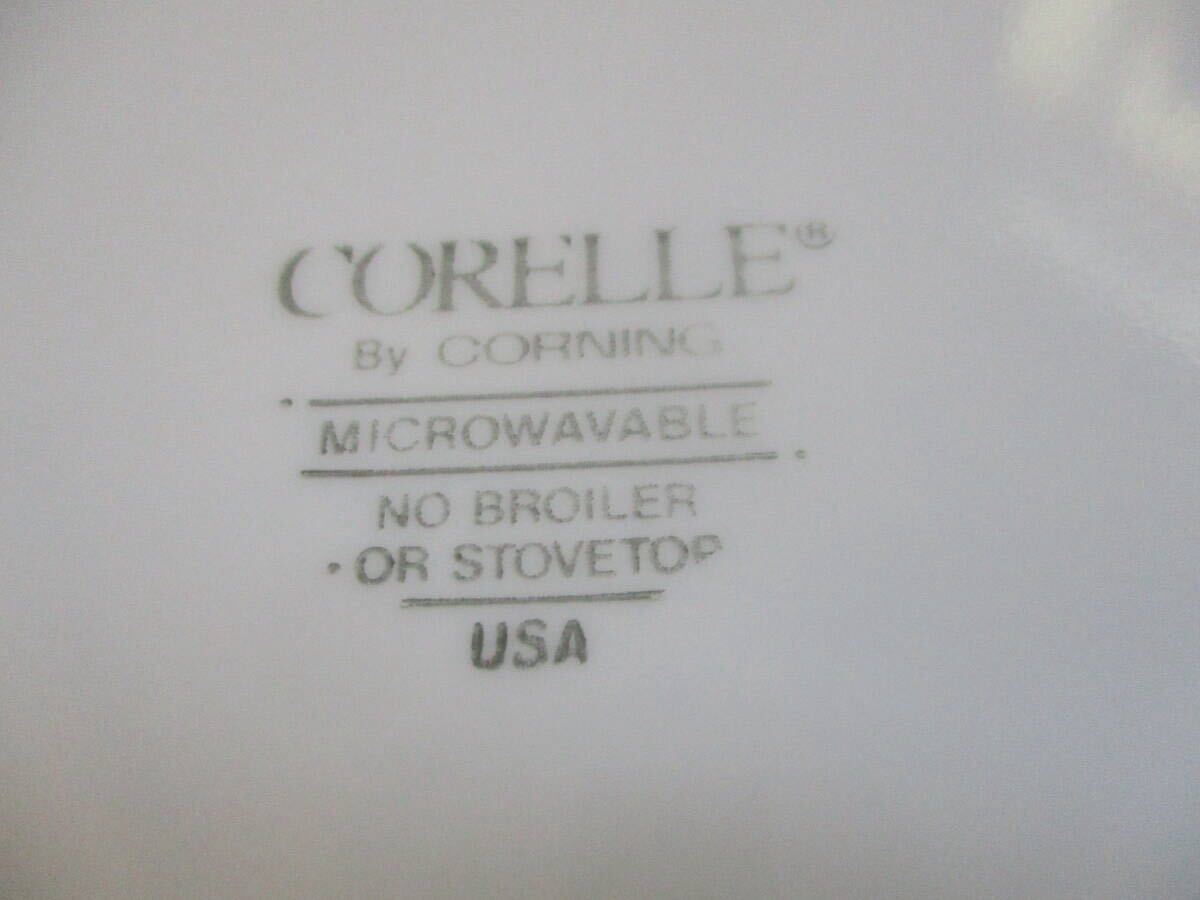 CORELLE®
By CORNING
MICROWAVABLE
NO BROILER
OR STOVETOP
USA